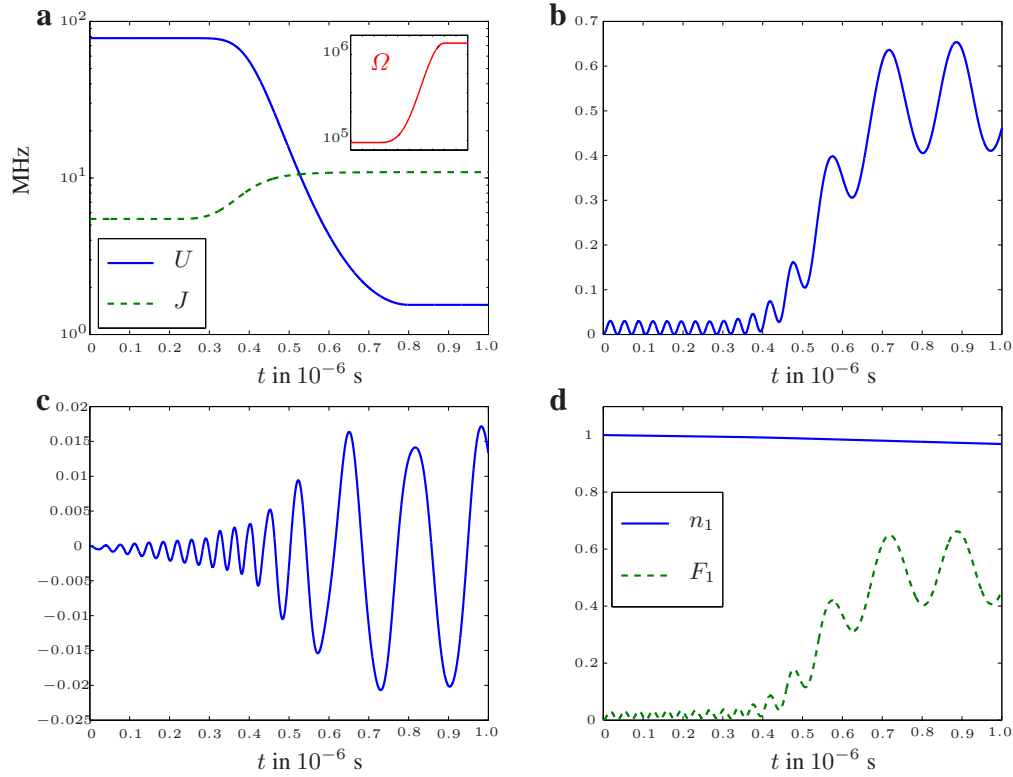 a
10^2
10^1
10^0
MHz
10^6
10^5
Ω
U
J
0 0.1 0.2 0.3 0.4 0.5 0.6 0.7 0.8 0.9 1.0
t in 10^−6 s
b
0.7
0.6
0.5
0.4
0.3
0.2
0.1
0
0 0.1 0.2 0.3 0.4 0.5 0.6 0.7 0.8 0.9 1.0
t in 10^−6 s
c
0.02
0.015
0.01
0.005
0
−0.005
−0.01
−0.015
−0.02
−0.025
0 0.1 0.2 0.3 0.4 0.5 0.6 0.7 0.8 0.9 1.0
t in 10^−6 s
d
1
0.8
0.6
0.4
0.2
0
n_1
F_1
0 0.1 0.2 0.3 0.4 0.5 0.6 0.7 0.8 0.9 1.0
t in 10^−6 s